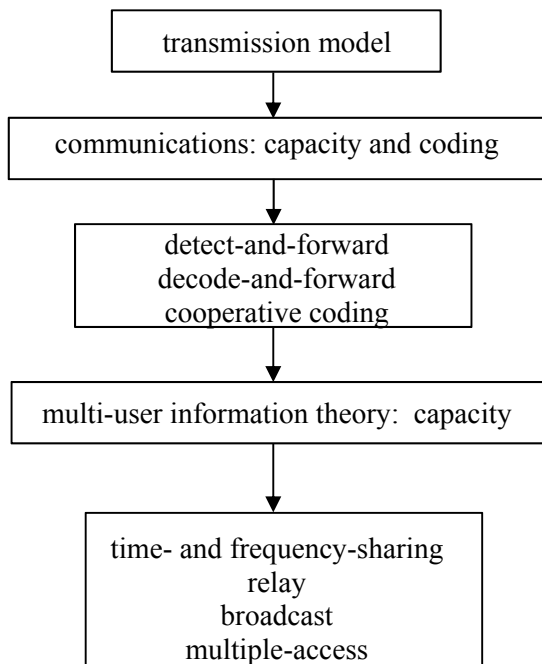 transmission model
communications: capacity and coding
detect-and-forward
decode-and-forward
cooperative coding
multi-user information theory: capacity
time- and frequency-sharing
relay
broadcast
multiple-access